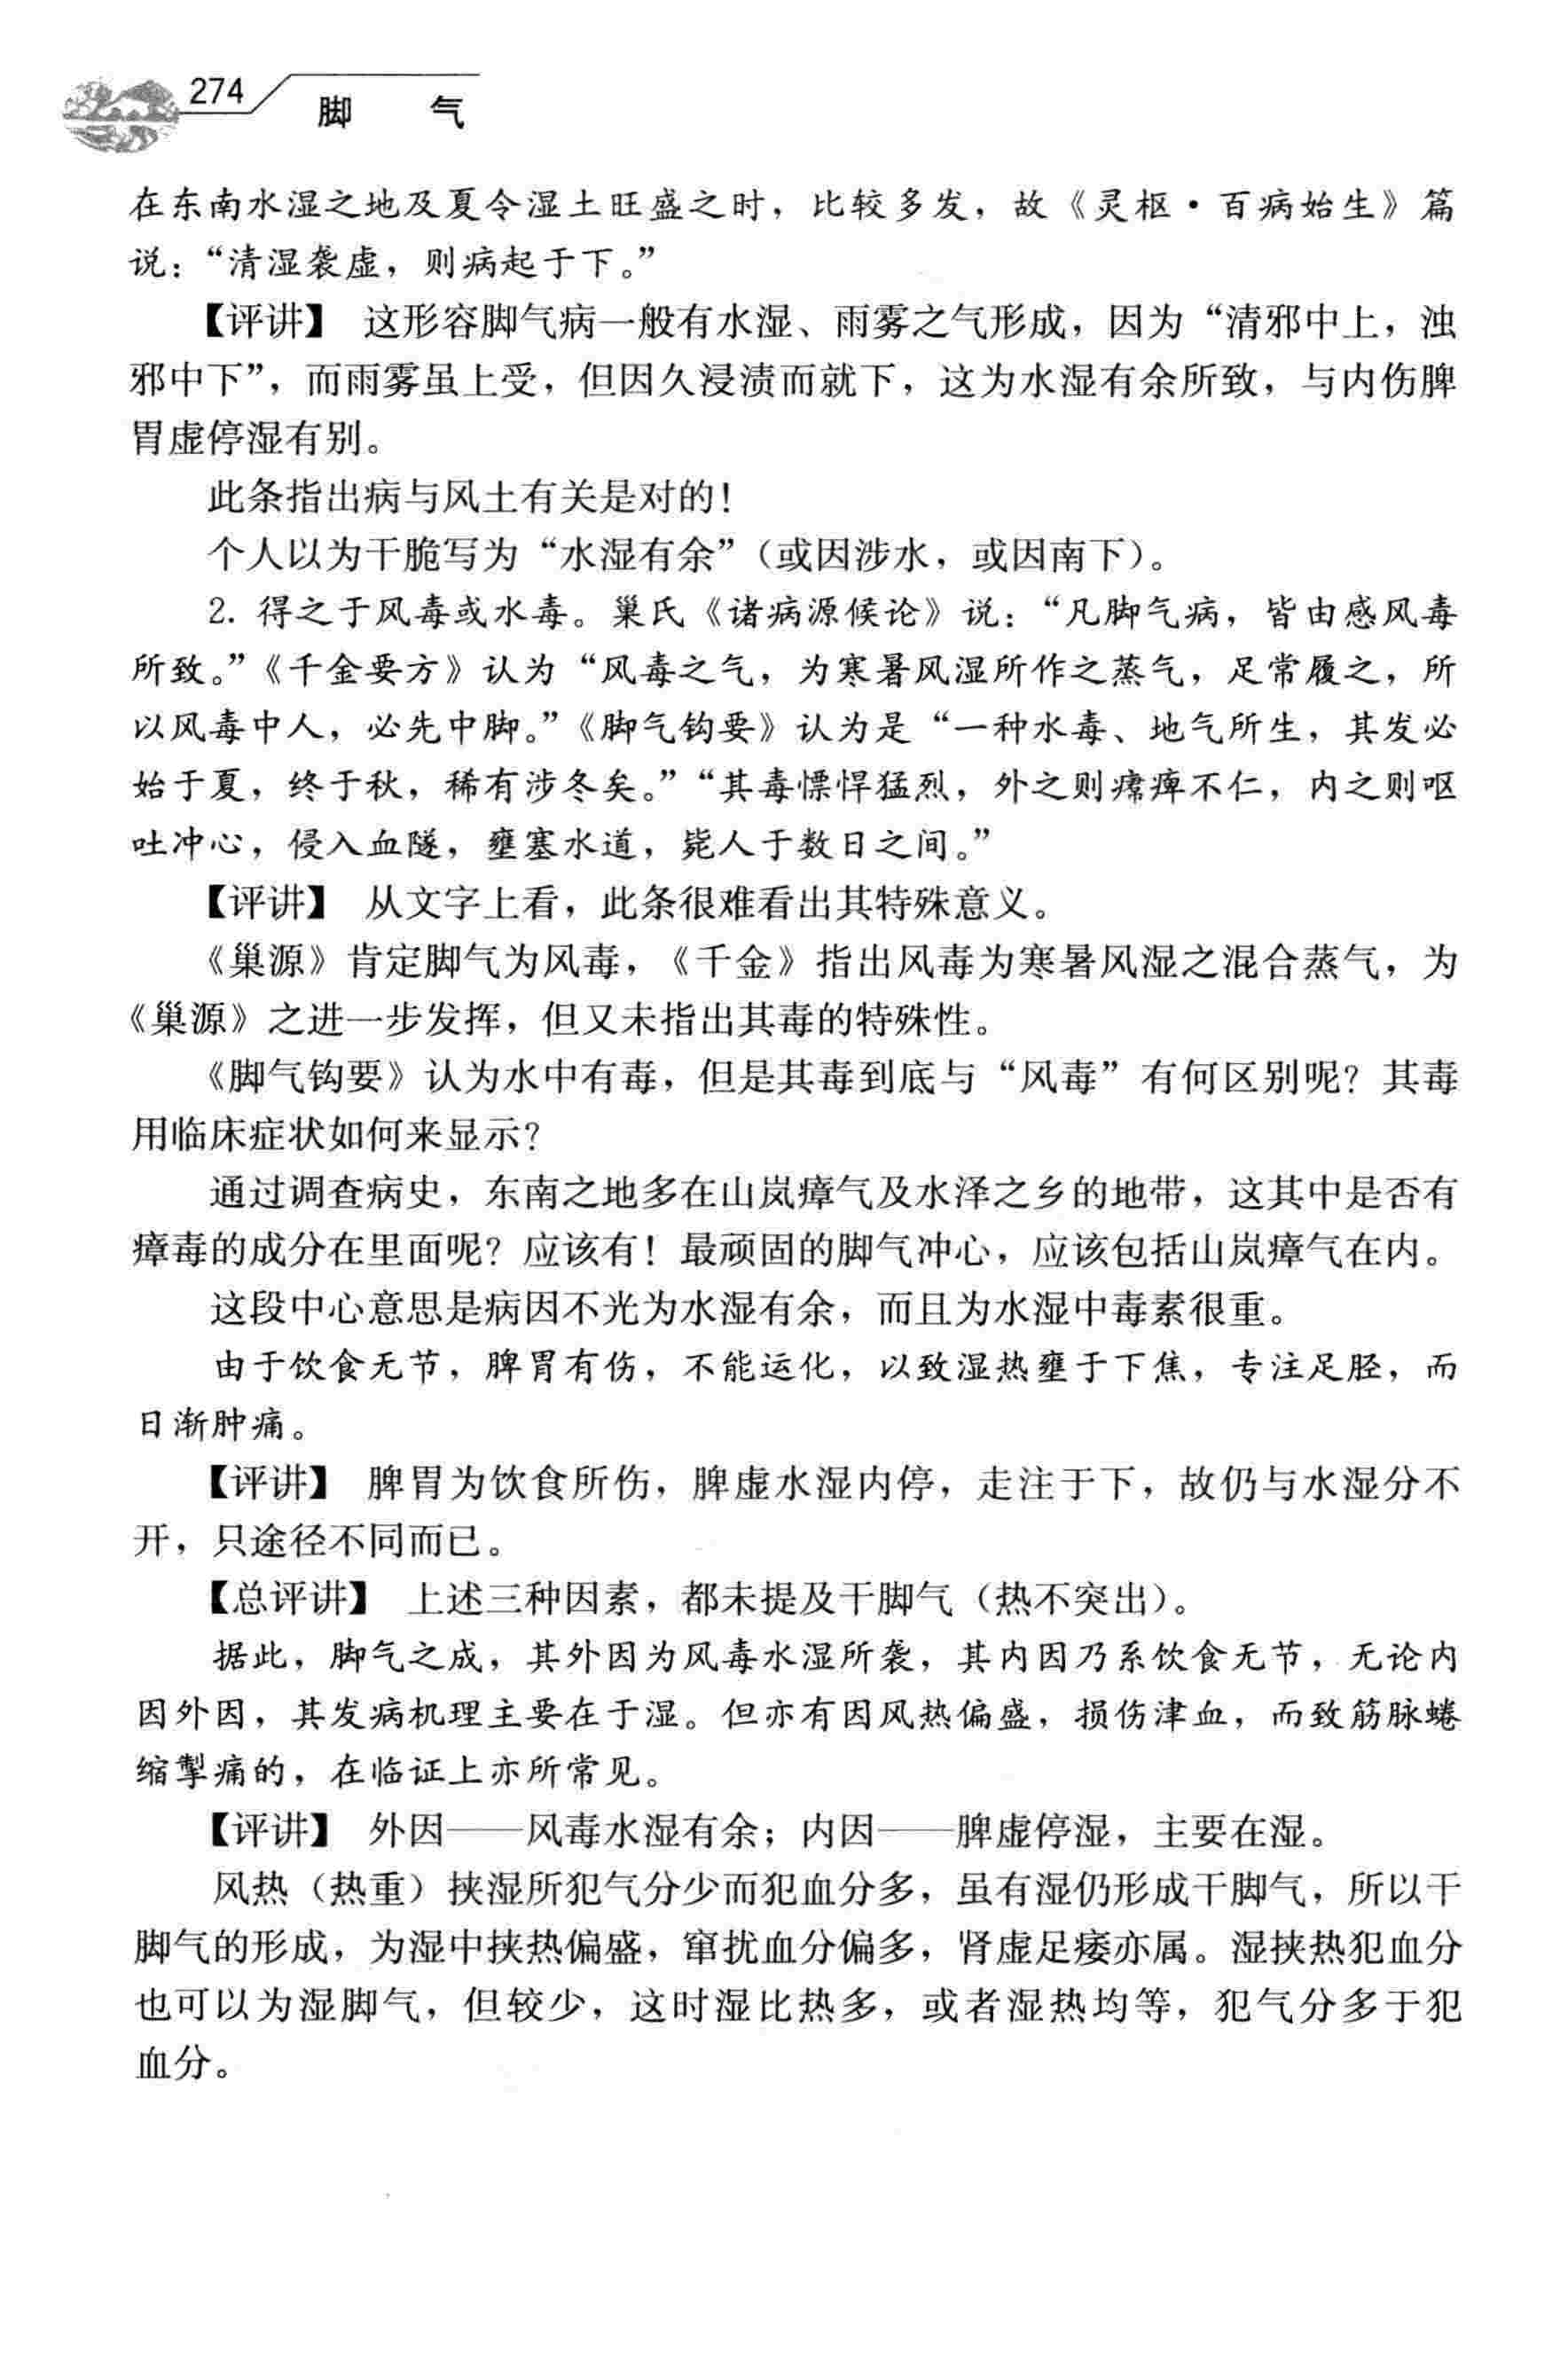 274
脚 气
在东南水湿之地及夏令湿土旺盛之时，比较多发，故《灵枢·百病始生》篇
说：“清湿袭虚，则病起于下。”
【评讲】 这形容脚气病一般有水湿、雨雾之气形成，因为“清邪中上，浊
邪中下”，而雨雾虽上受，但因久浸渍而就下，这为水湿有余所致，与内伤脾
胃虚停湿有别。
此条指出病与风土有关是对的！
个人以为干脆写为“水湿有余”（或因涉水，或因南下）。
2. 得之于风毒或水毒。巢氏《诸病源候论》说：“凡脚气病，皆由感风毒
所致。”《千金要方》认为“风毒之气，为寒暑风湿所作之蒸气，足常履之，所
以风毒中人，必先中脚。”《脚气钩要》认为是“一种水毒、地气所生，其发必
始于夏，终于秋，稀有涉冬矣。”“其毒慓悍猛烈，外之则𤸷痹不仁，内之则呕
吐冲心，侵入血隧，壅塞水道，毙人于数日之间。”
【评讲】 从文字上看，此条很难看出其特殊意义。
《巢源》肯定脚气为风毒，《千金》指出风毒为寒暑风湿之混合蒸气，为
《巢源》之进一步发挥，但又未指出其毒的特殊性。
《脚气钩要》认为水中有毒，但是其毒到底与“风毒”有何区别呢？其毒
用临床症状如何来显示？
通过调查病史，东南之地多在山岚瘴气及水泽之乡的地带，这其中是否有
瘴毒的成分在里面呢？应该有！最顽固的脚气冲心，应该包括山岚瘴气在内。
这段中心意思是病因不光为水湿有余，而且为水湿中毒素很重。
由于饮食无节，脾胃有伤，不能运化，以致湿热壅于下焦，专注足胫，而
日渐肿痛。
【评讲】 脾胃为饮食所伤，脾虚水湿内停，走注于下，故仍与水湿分不
开，只途径不同而已。
【总评讲】 上述三种因素，都未提及干脚气（热不突出）。
据此，脚气之成，其外因为风毒水湿所袭，其内因乃系饮食无节，无论内
因外因，其发病机理主要在于湿。但亦有因风热偏盛，损伤津血，而致筋脉蜷
缩掣痛的，在临证上亦所常见。
【评讲】 外因——风毒水湿有余；内因——脾虚停湿，主要在湿。
风热（热重）挟湿所犯气分少而犯血分多，虽有湿仍形成干脚气，所以干
脚气的形成，为湿中挟热偏盛，窜扰血分偏多，肾虚足痿亦属。湿挟热犯血分
也可以为湿脚气，但较少，这时湿比热多，或者湿热均等，犯气分多于犯
血分。